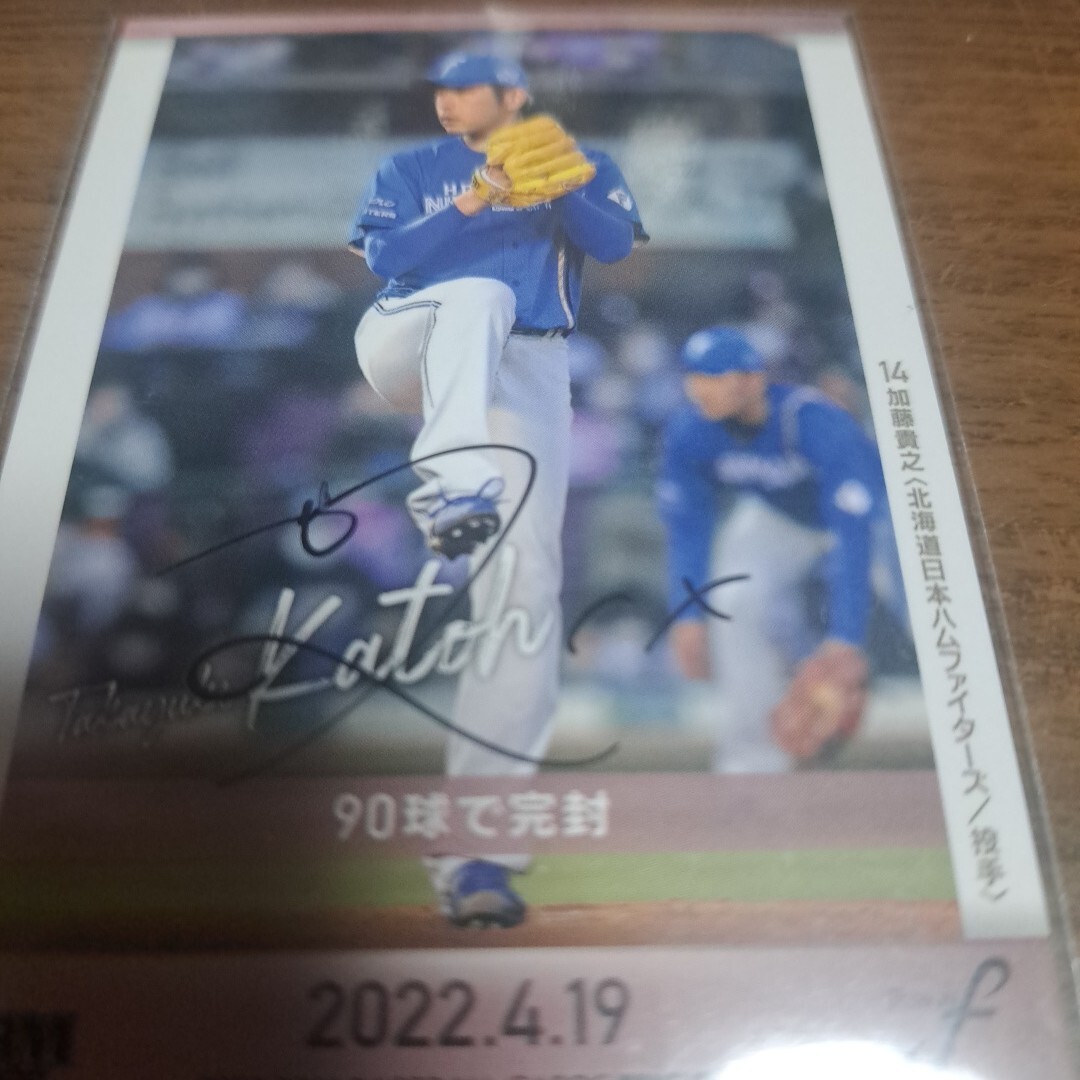 14 加藤貴之〈北海道日本ハムファイターズ／投手〉
Takayuki
Katoh
90球で完封
2022.4.19
f